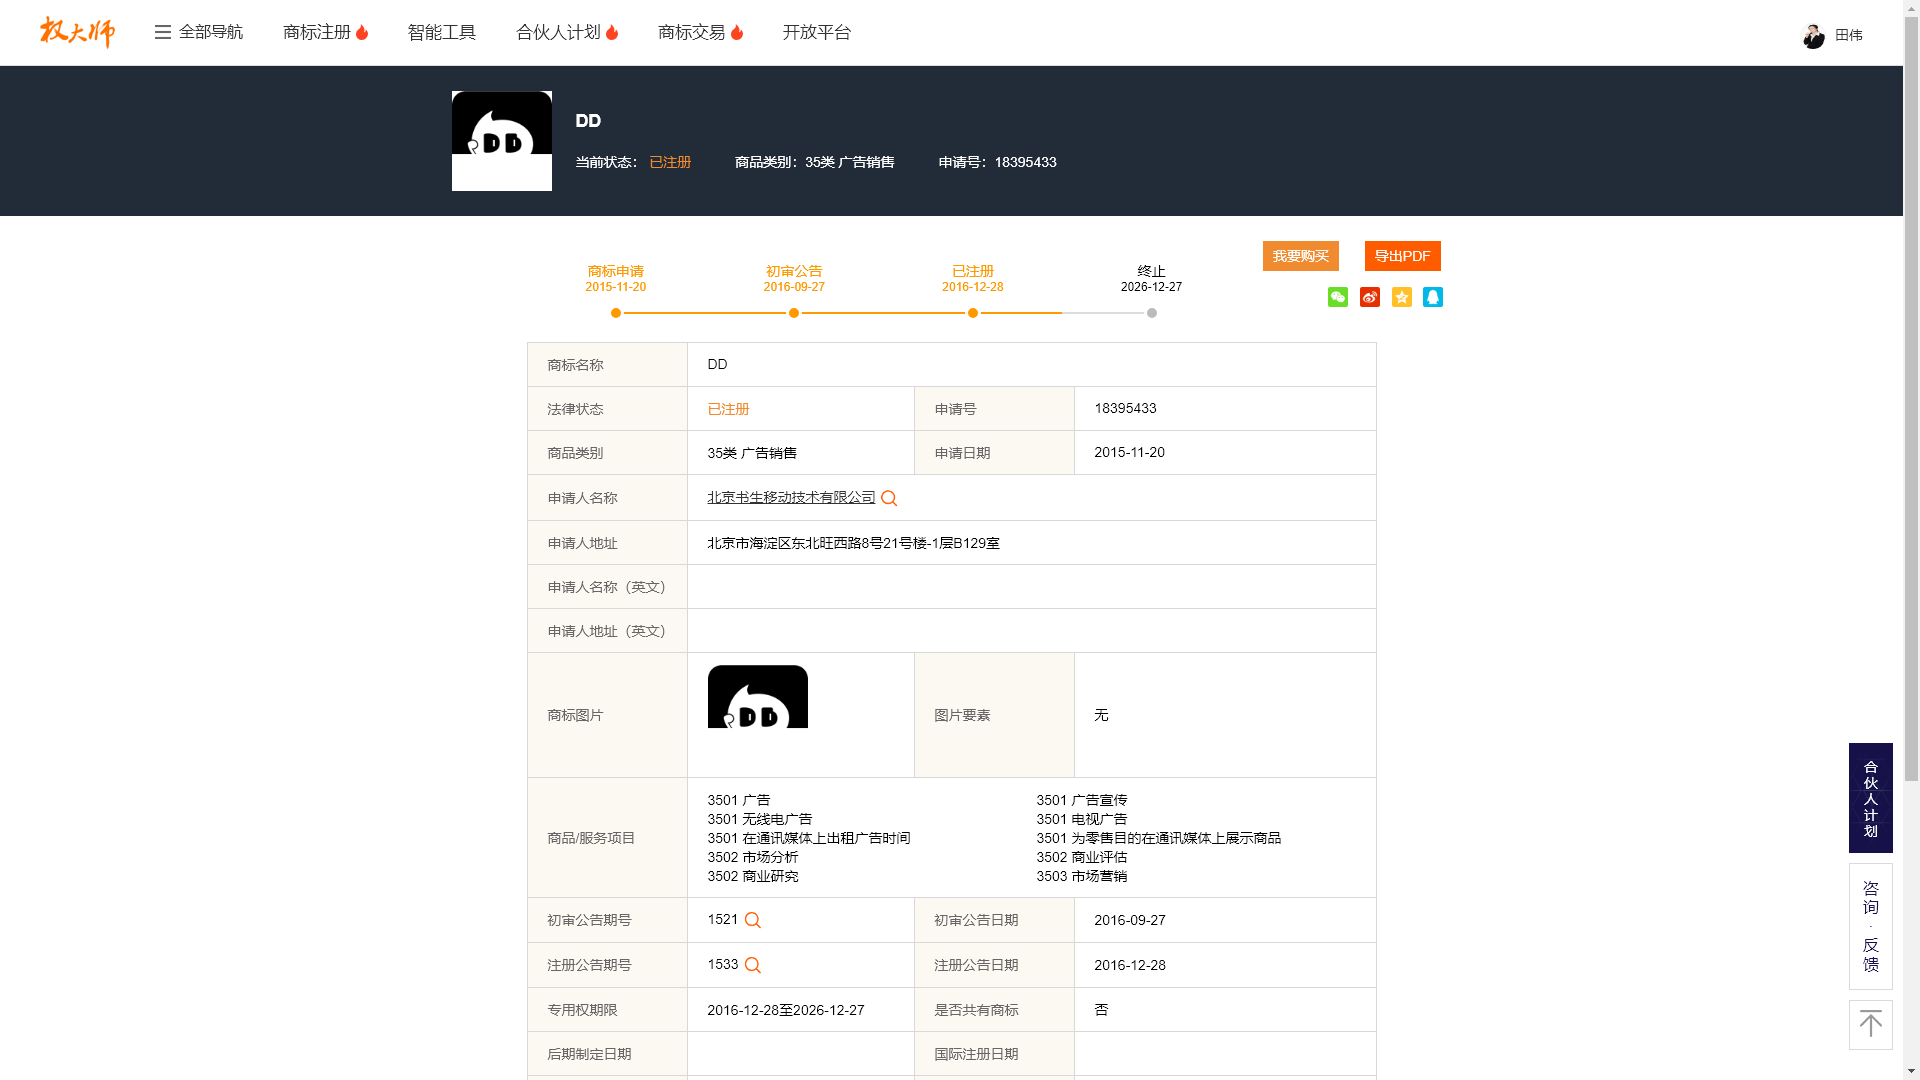 权大师
全部导航
商标注册
智能工具
合伙人计划
商标交易
开放平台
田伟
DD
DD
当前状态： 已注册
商品类别：35类 广告销售
申请号：18395433
我要购买
导出PDF
商标申请
2015-11-20
初审公告
2016-09-27
已注册
2016-12-28
终止
2026-12-27
商标名称 DD
法律状态 已注册 申请号 18395433
商品类别 35类 广告销售 申请日期 2015-11-20
申请人名称 北京书生移动技术有限公司
申请人地址 北京市海淀区东北旺西路8号21号楼-1层B129室
申请人名称（英文）
申请人地址（英文）
商标图片 DD 图片要素 无
商品/服务项目
3501 广告 3501 广告宣传
3501 无线电广告 3501 电视广告
3501 在通讯媒体上出租广告时间 3501 为零售目的在通讯媒体上展示商品
3502 市场分析 3502 商业评估
3502 商业研究 3503 市场营销
初审公告期号 1521 初审公告日期 2016-09-27
注册公告期号 1533 注册公告日期 2016-12-28
专用权期限 2016-12-28至2026-12-27 是否共有商标 否
后期制定日期 国际注册日期
合伙人计划
咨询·反馈